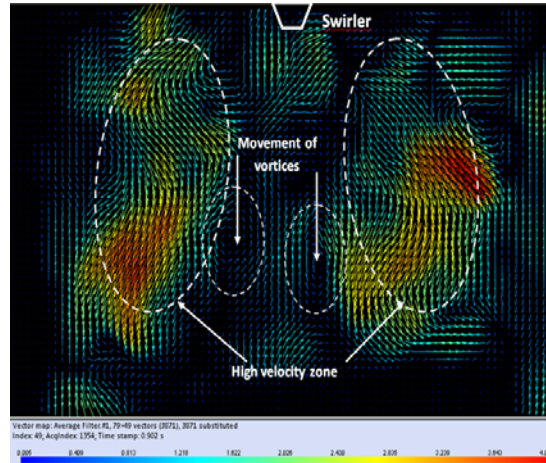 Swirler
Movement of
vortices
High velocity zone
Vector map: Average Filter.#1, 79×49 vectors (3871), 3871 substituted
Index: 49; AcqIndex: 1354; Time stamp: 0.902 s
0.005 0.409 0.813 1.218 1.622 2.026 2.430 2.835 3.239 3.643